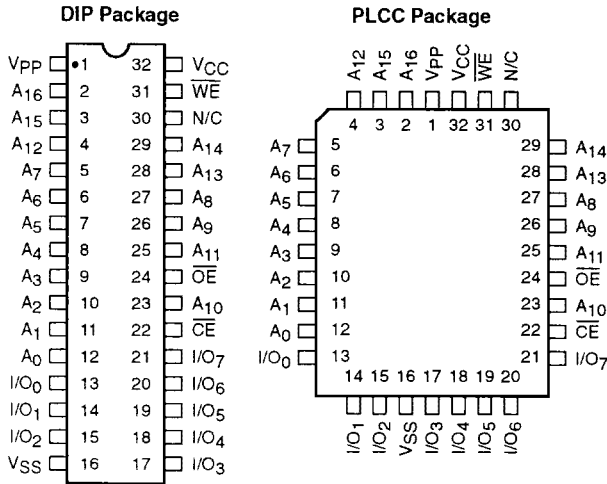 DIP Package
VPP 1 32 VCC
A16 2 31 WE
A15 3 30 N/C
A12 4 29 A14
A7 5 28 A13
A6 6 27 A8
A5 7 26 A9
A4 8 25 A11
A3 9 24 OE
A2 10 23 A10
A1 11 22 CE
A0 12 21 I/O7
I/O0 13 20 I/O6
I/O1 14 19 I/O5
I/O2 15 18 I/O4
VSS 16 17 I/O3
PLCC Package
A12 A15 A16 VPP VCC WE N/C
4 3 2 1 32 31 30
A7 5 29 A14
A6 6 28 A13
A5 7 27 A8
A4 8 26 A9
A3 9 25 A11
A2 10 24 OE
A1 11 23 A10
A0 12 22 CE
I/O0 13 21 I/O7
14 15 16 17 18 19 20
I/O1 I/O2 VSS I/O3 I/O4 I/O5 I/O6